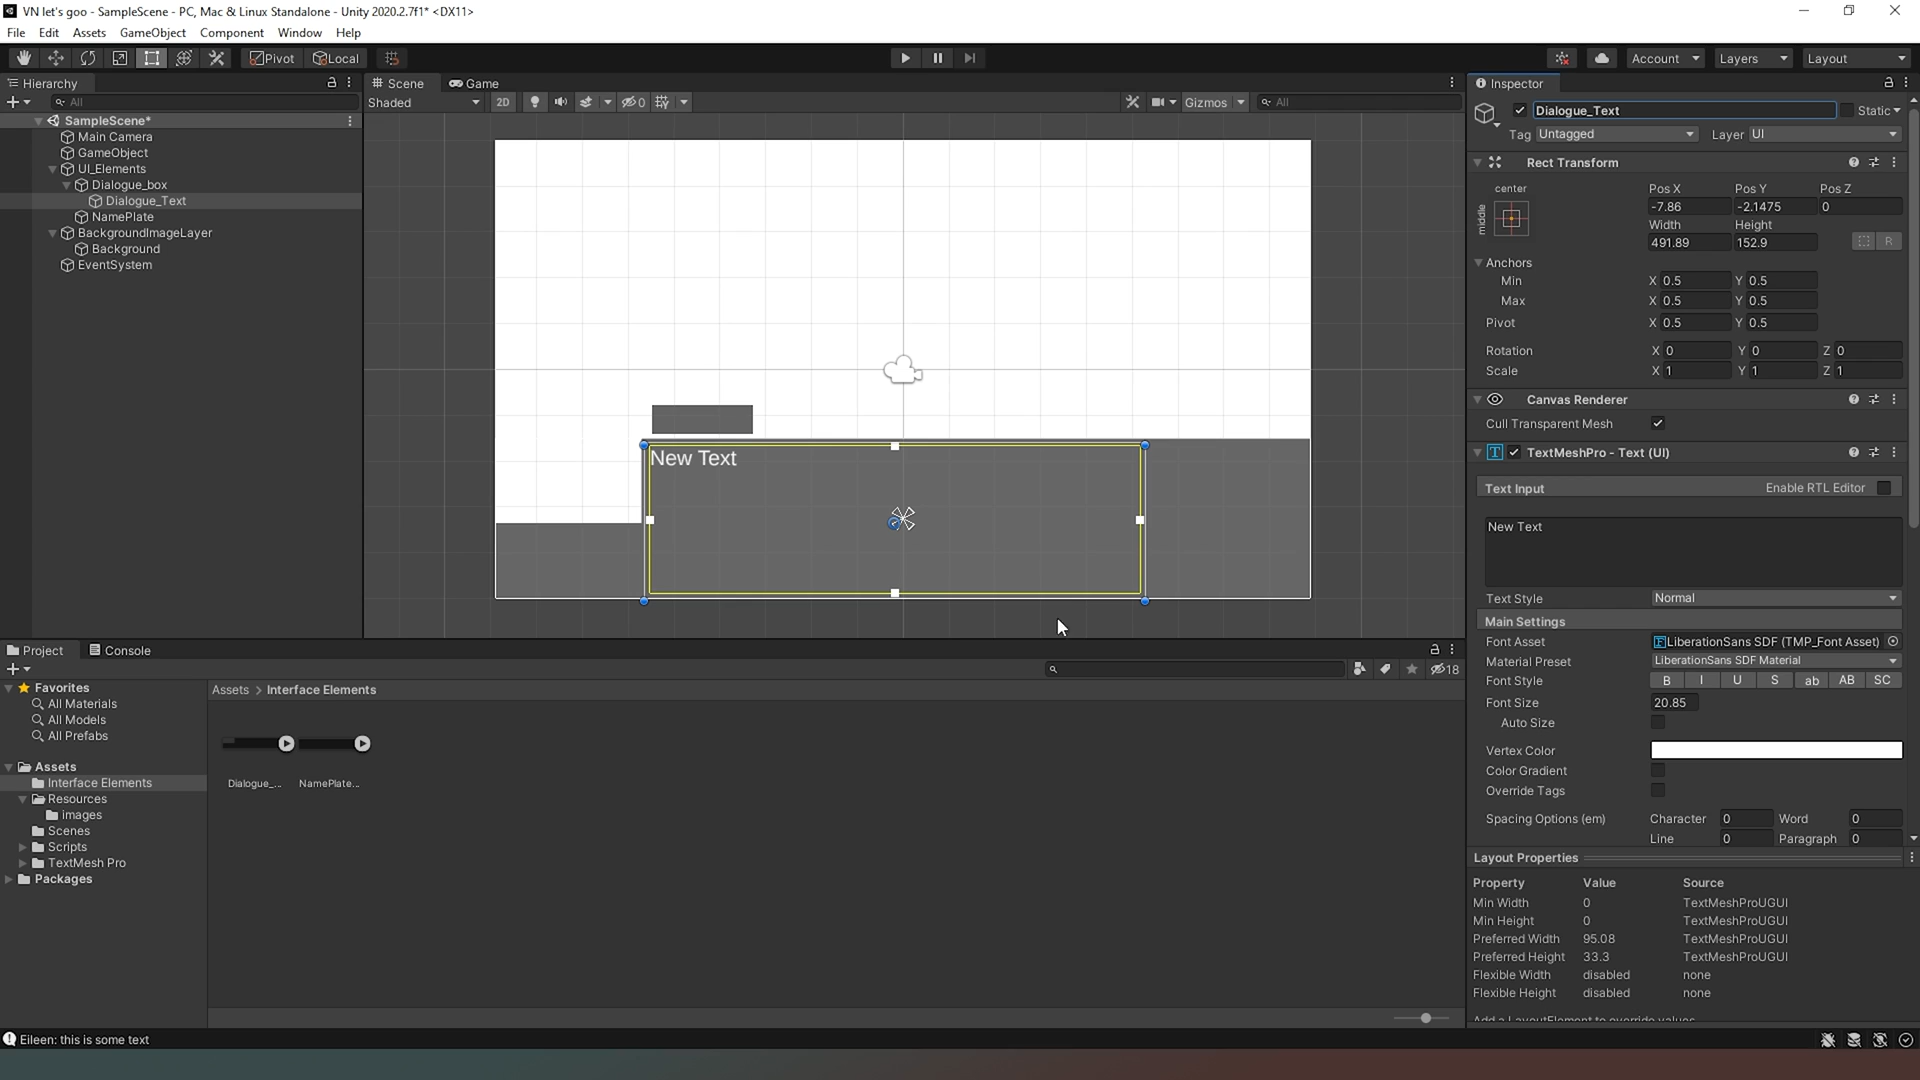 VN let's goo - SampleScene - PC, Mac & Linux Standalone - Unity 2020.2.7f1* <DX11>
File Edit Assets GameObject Component Window Help
Pivot Local Account Layers Layout
Hierarchy
All
SampleScene*
Main Camera
GameObject
UI_Elements
Dialogue_box
Dialogue_Text
NamePlate
BackgroundImageLayer
Background
EventSystem
Scene Game
Shaded 2D 0 Gizmos All
New Text
Inspector
Dialogue_Text Static
Tag Untagged Layer UI
Rect Transform
center
middle
Pos X Pos Y Pos Z
-7.86 -2.1475 0
Width Height
491.89 152.9 R
Anchors
Min X 0.5 Y 0.5
Max X 0.5 Y 0.5
Pivot X 0.5 Y 0.5
Rotation X 0 Y 0 Z 0
Scale X 1 Y 1 Z 1
Canvas Renderer
Cull Transparent Mesh
TextMeshPro - Text (UI)
Text Input Enable RTL Editor
New Text
Text Style Normal
Main Settings
Font Asset LiberationSans SDF (TMP_Font Asset)
Material Preset LiberationSans SDF Material
Font Style B I U S ab AB SC
Font Size 20.85
Auto Size
Vertex Color
Color Gradient
Override Tags
Spacing Options (em) Character 0 Word 0
Line 0 Paragraph 0
Layout Properties
Property Value Source
Min Width 0 TextMeshProUGUI
Min Height 0 TextMeshProUGUI
Preferred Width 95.08 TextMeshProUGUI
Preferred Height 33.3 TextMeshProUGUI
Flexible Width disabled none
Flexible Height disabled none
Add a LayoutElement to override values
Project Console
18
Favorites
All Materials
All Models
All Prefabs
Assets
Interface Elements
Resources
images
Scenes
Scripts
TextMesh Pro
Packages
Assets > Interface Elements
Dialogue_... NamePlate...
Eileen: this is some text